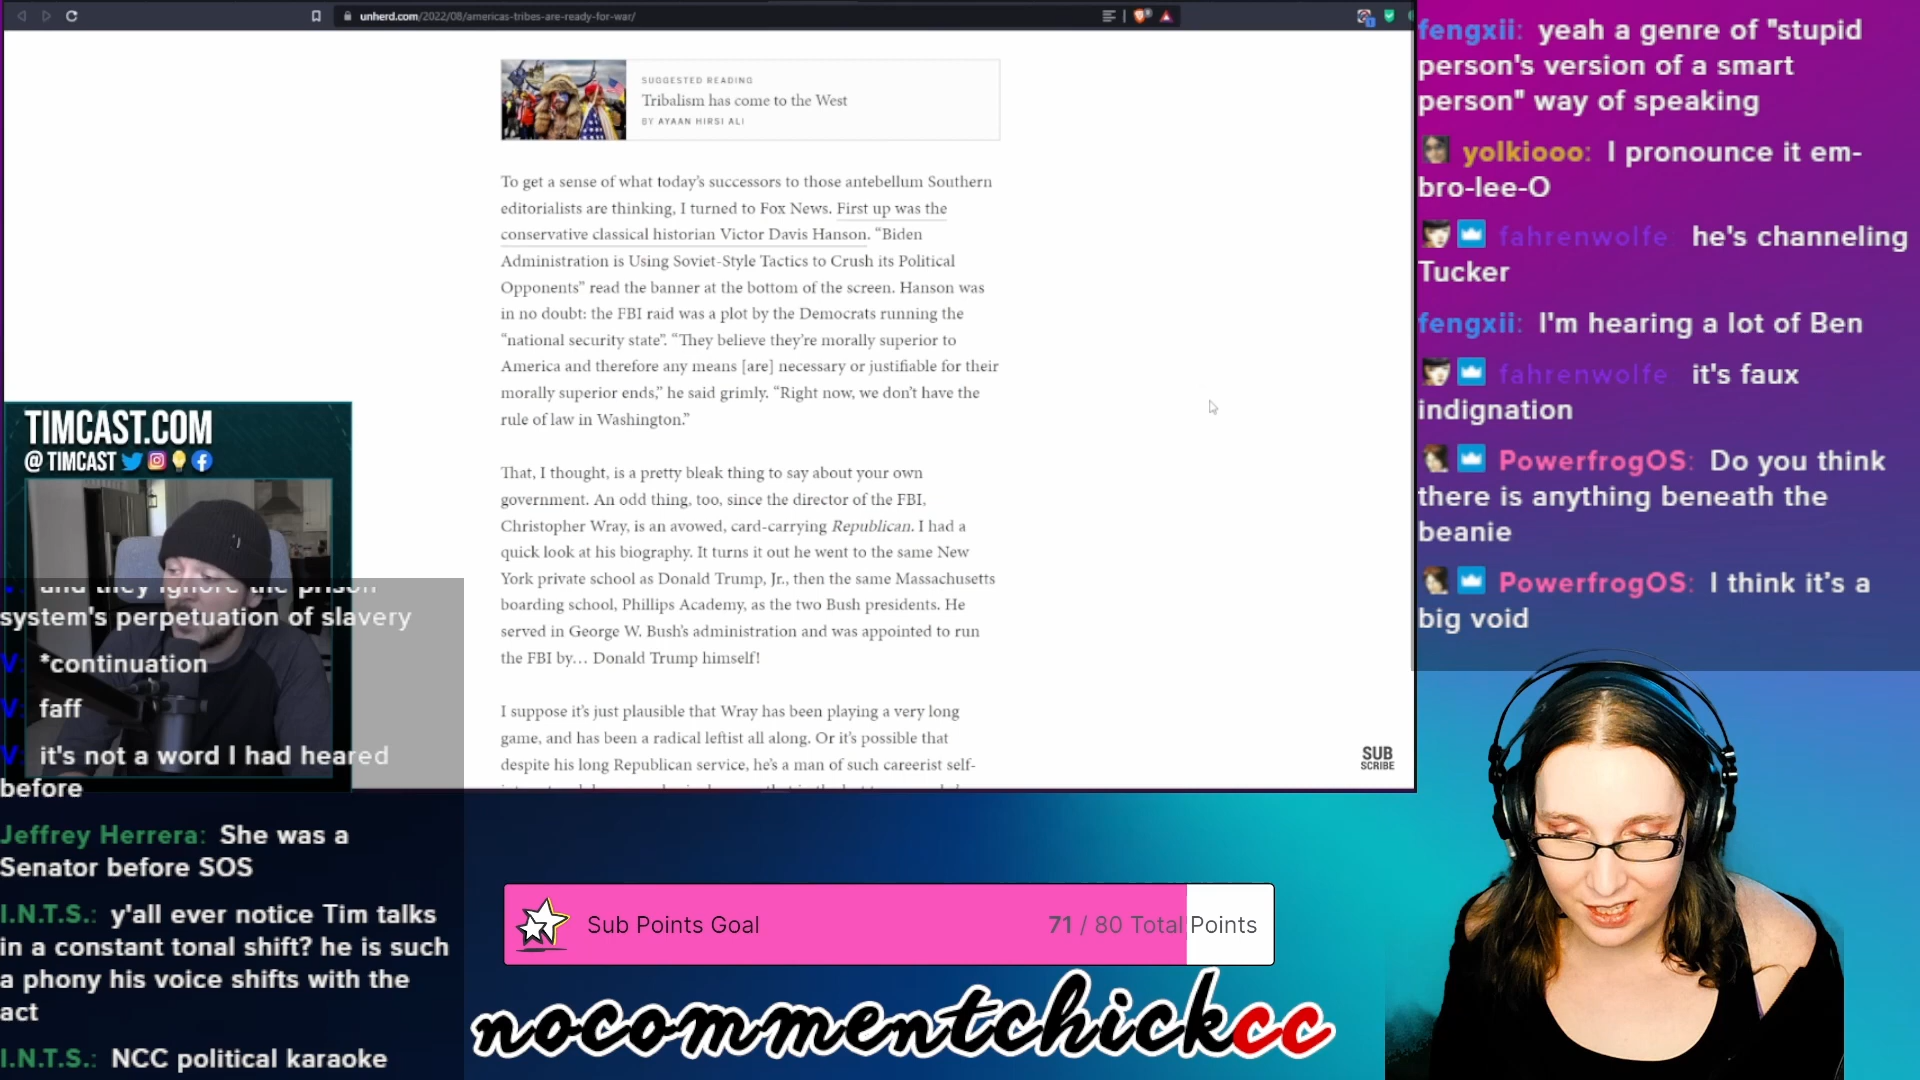 unherd.com/2022/08/americas-tribes-are-ready-for-war/
SUGGESTED READING
Tribalism has come to the West
BY AYAAN HIRSI ALI
To get a sense of what today's successors to those antebellum Southern
editorialists are thinking, I turned to Fox News. First up was the
conservative classical historian Victor Davis Hanson. “Biden
Administration is Using Soviet-Style Tactics to Crush its Political
Opponents” read the banner at the bottom of the screen. Hanson was
in no doubt: the FBI raid was a plot by the Democrats running the
“national security state”. “They believe they’re morally superior to
America and therefore any means [are] necessary or justifiable for their
morally superior ends,” he said grimly. “Right now, we don’t have the
rule of law in Washington.”
That, I thought, is a pretty bleak thing to say about your own
government. An odd thing, too, since the director of the FBI,
Christopher Wray, is an avowed, card-carrying Republican. I had a
quick look at his biography. It turns it out he went to the same New
York private school as Donald Trump, Jr., then the same Massachusetts
boarding school, Phillips Academy, as the two Bush presidents. He
served in George W. Bush’s administration and was appointed to run
the FBI by… Donald Trump himself!
I suppose it’s just plausible that Wray has been playing a very long
game, and has been a radical leftist all along. Or it’s possible that
despite his long Republican service, he’s a man of such careerist self-
SUB
SCRIBE
TIMCAST.COM
@ TIMCAST
and they ignore the prison
system's perpetuation of slavery
V: *continuation
V: faff
V: it's not a word I had heared
before
Jeffrey Herrera: She was a
Senator before SOS
I.N.T.S.: y'all ever notice Tim talks
in a constant tonal shift? he is such
a phony his voice shifts with the
act
I.N.T.S.: NCC political karaoke
fengxii: yeah a genre of "stupid
person's version of a smart
person" way of speaking
yolkiooo: I pronounce it em-
bro-lee-O
fahrenwolfe he's channeling
Tucker
fengxii: I'm hearing a lot of Ben
fahrenwolfe it's faux
indignation
PowerfrogOS: Do you think
there is anything beneath the
beanie
PowerfrogOS: I think it's a
big void
Sub Points Goal 71 / 80 Total Points
nocommentchickcc